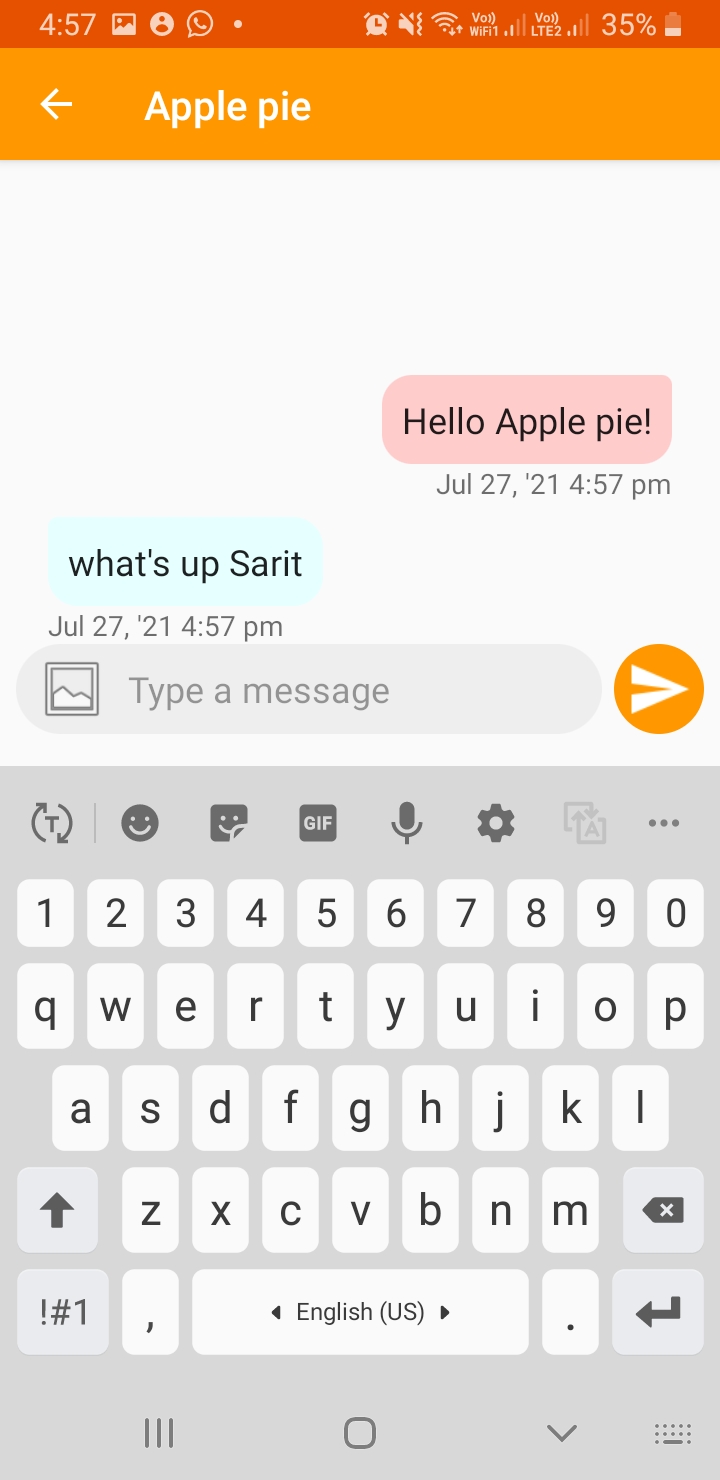 4:57 Vo)) WiFi1 Vo)) LTE2 35%
Apple pie
Hello Apple pie!
Jul 27, '21 4:57 pm
what's up Sarit
Jul 27, '21 4:57 pm
Type a message
T GIF A
1 2 3 4 5 6 7 8 9 0
q w e r t y u i o p
a s d f g h j k l
z x c v b n m
!#1 , English (US) .